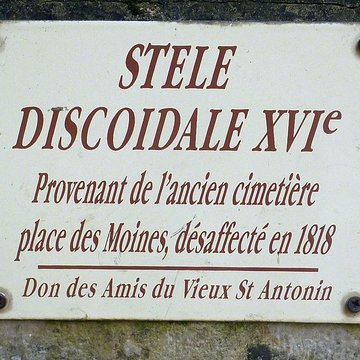 STELE
DISCOIDALE XVIe
Provenant de l'ancien cimetière
place des Moines, désaffecté en 1818
Don des Amis du Vieux St Antonin